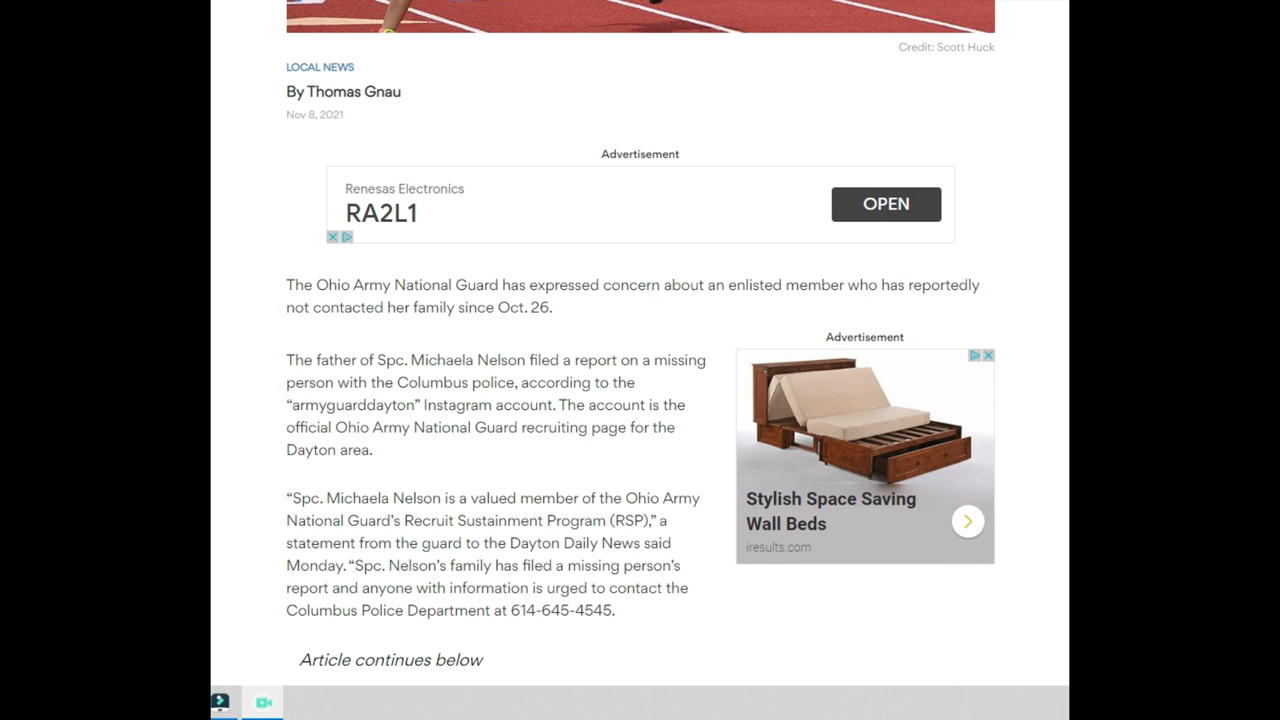 Credit: Scott Huck
LOCAL NEWS
By Thomas Gnau
Nov 8, 2021
Advertisement
Renesas Electronics
RA2L1
OPEN
The Ohio Army National Guard has expressed concern about an enlisted member who has reportedly
not contacted her family since Oct. 26.
Advertisement
The father of Spc. Michaela Nelson filed a report on a missing
person with the Columbus police, according to the
“armyguarddayton” Instagram account. The account is the
official Ohio Army National Guard recruiting page for the
Dayton area.
Stylish Space Saving
Wall Beds
iresults.com
“Spc. Michaela Nelson is a valued member of the Ohio Army
National Guard’s Recruit Sustainment Program (RSP),” a
statement from the guard to the Dayton Daily News said
Monday. “Spc. Nelson’s family has filed a missing person’s
report and anyone with information is urged to contact the
Columbus Police Department at 614-645-4545.
Article continues below